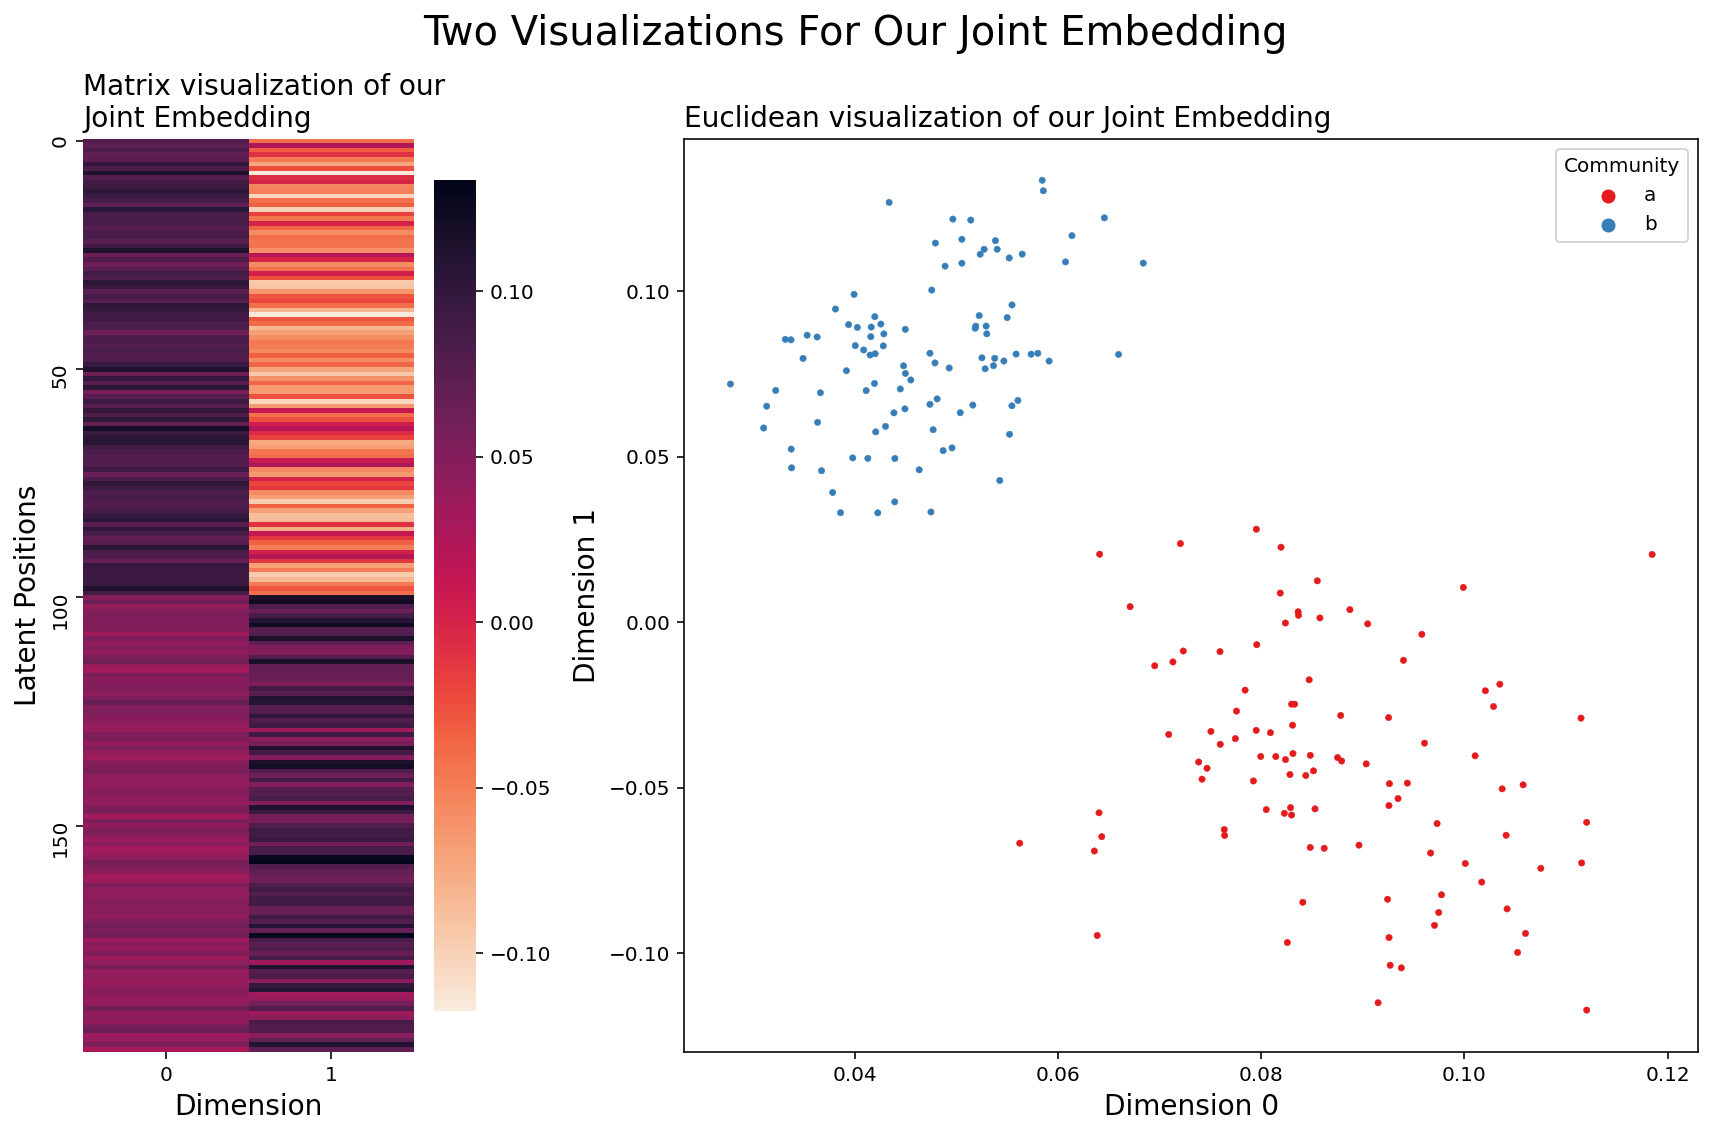 Two Visualizations For Our Joint Embedding
Matrix visualization of our
Joint Embedding
Latent Positions
0
50
100
150
0
1
Dimension
0.10
0.05
0.00
−0.05
−0.10
Euclidean visualization of our Joint Embedding
Dimension 1
0.10
0.05
0.00
−0.05
−0.10
Community
a
b
0.04
0.06
0.08
0.10
0.12
Dimension 0